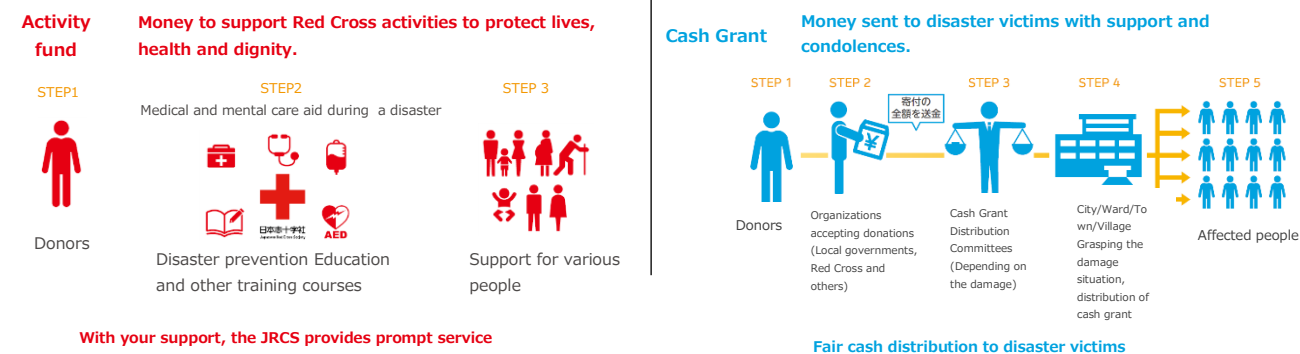 Activity
fund
Money to support Red Cross activities to protect lives,
health and dignity.
STEP1
Donors
STEP2
Medical and mental care aid during a disaster
日本赤十字社
AED
Disaster prevention Education
and other training courses
STEP 3
Support for various
people
With your support, the JRCS provides prompt service
Cash Grant
Money sent to disaster victims with support and
condolences.
STEP 1
Donors
STEP 2
寄付の
全額を送金
¥
Organizations
accepting donations
(Local governments,
Red Cross and
others)
STEP 3
Cash Grant
Distribution
Committees
(Depending on
the damage)
STEP 4
City/Ward/To
wn/Village
Grasping the
damage
situation,
distribution of
cash grant
STEP 5
Affected people
Fair cash distribution to disaster victims